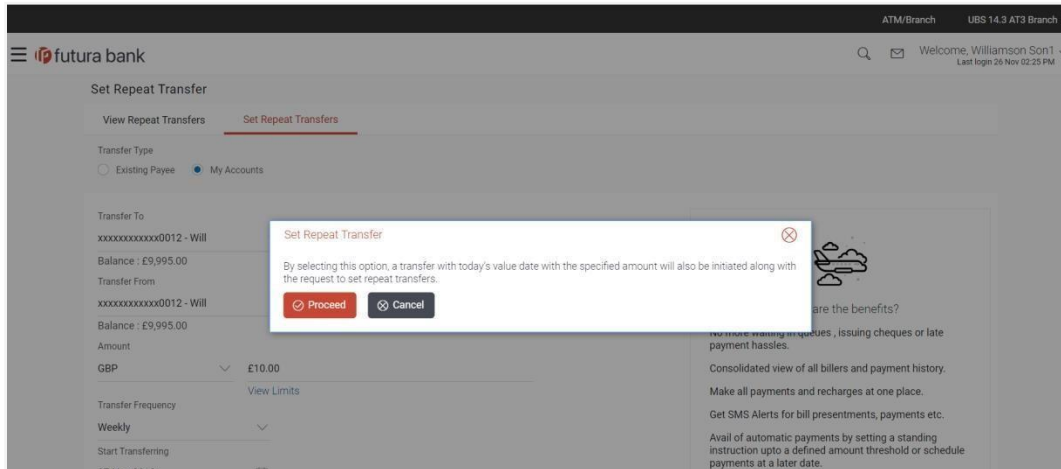 ATM/Branch UBS 14.3 AT3 Branch
futura bank
Welcome, Williamson Son1
Last login 26 Nov 02:25 PM
Set Repeat Transfer
View Repeat Transfers Set Repeat Transfers
Transfer Type
Existing Payee My Accounts
Transfer To
xxxxxxxxxxxx0012 - Will
Balance : £9,995.00
Transfer From
xxxxxxxxxxxx0012 - Will
Balance : £9,995.00
Amount
GBP £10.00
View Limits
Transfer Frequency
Weekly
Start Transferring
Set Repeat Transfer
By selecting this option, a transfer with today's value date with the specified amount will also be initiated along with
the request to set repeat transfers.
Proceed Cancel
are the benefits?
No more waiting in queues , issuing cheques or late
payment hassles.
Consolidated view of all billers and payment history.
Make all payments and recharges at one place.
Get SMS Alerts for bill presentments, payments etc.
Avail of automatic payments by setting a standing
instruction upto a defined amount threshold or schedule
payments at a later date.